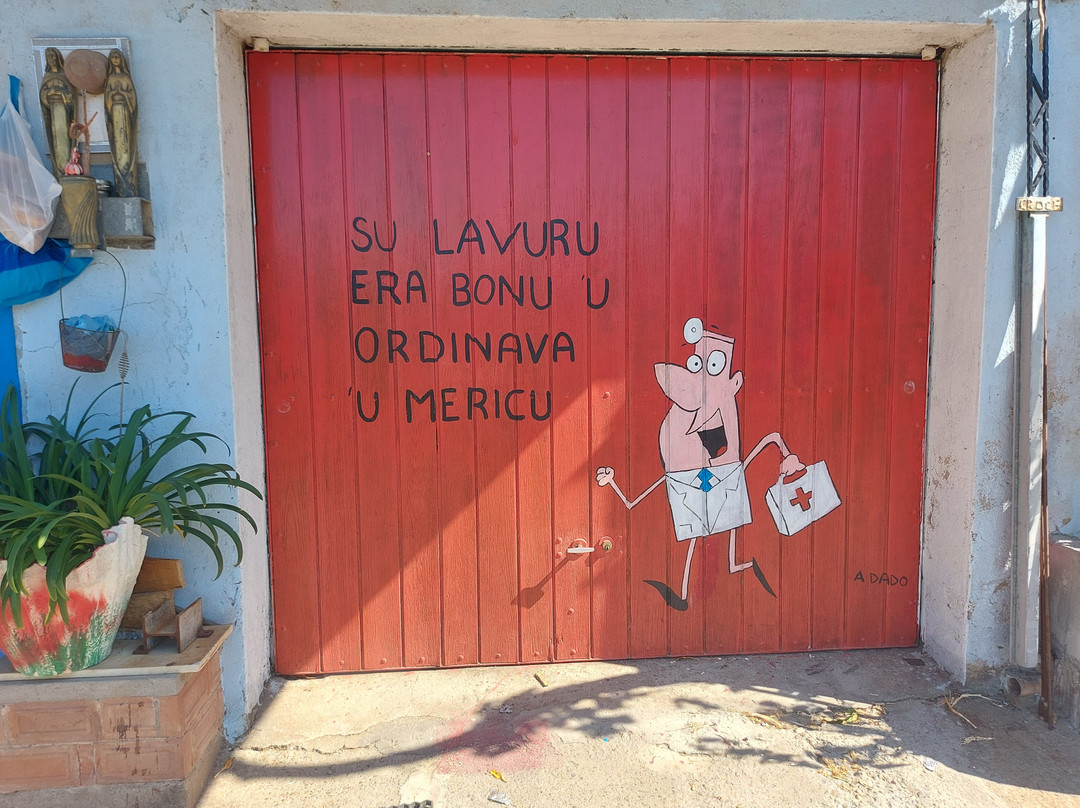 SU LAVURU
ERA BONU 'U
ORDINAVA
'U MERICU
A DADO